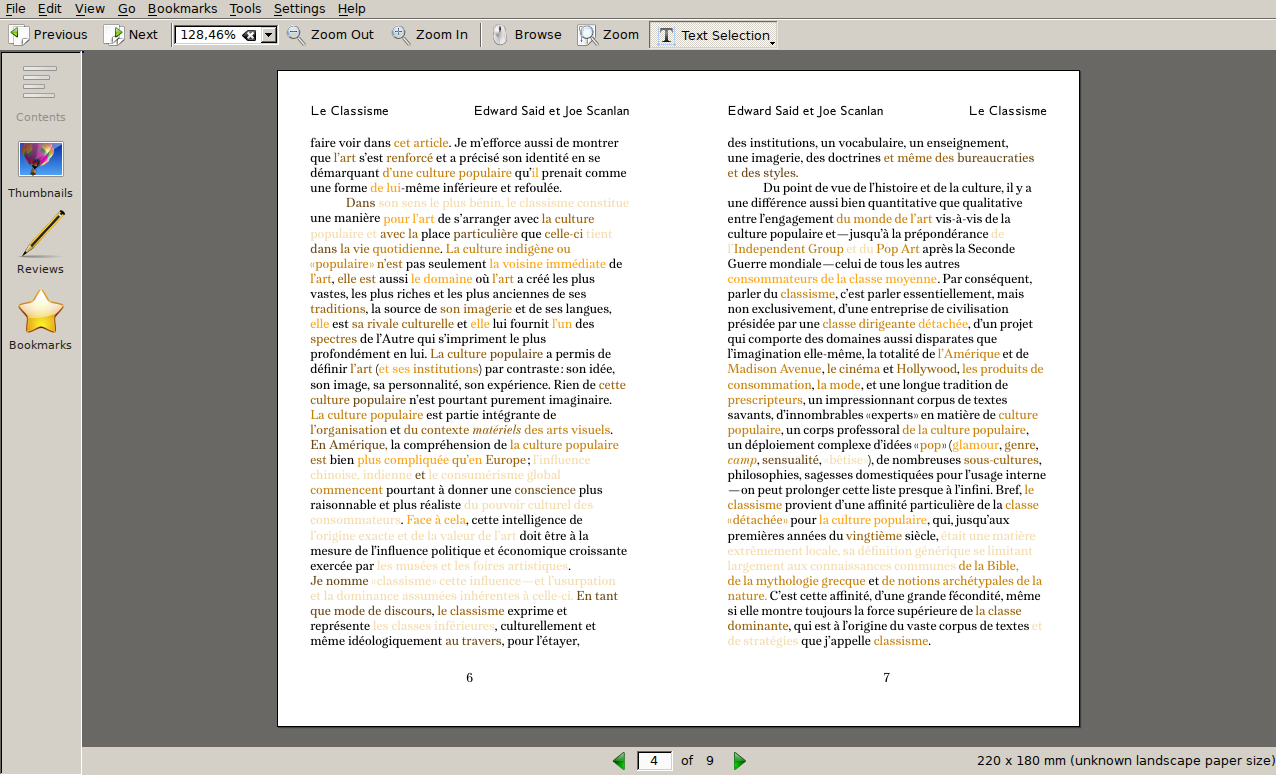 File Edit View Go Bookmarks Tools Settings Help
Previous Next 128,46% Zoom Out Zoom In Browse Zoom Text Selection
Contents
Thumbnails
Reviews
Bookmarks
Le Classisme Edward Said et Joe Scanlan
faire voir dans cet article. Je m'efforce aussi de montrer
que l'art s'est renforcé et a précisé son identité en se
démarquant d'une culture populaire qu'il prenait comme
une forme de lui-même inférieure et refoulée.
Dans son sens le plus bénin, le classisme constitue
une manière pour l'art de s'arranger avec la culture
populaire et avec la place particulière que celle-ci tient
dans la vie quotidienne. La culture indigène ou
«populaire» n'est pas seulement la voisine immédiate de
l'art, elle est aussi le domaine où l'art a créé les plus
vastes, les plus riches et les plus anciennes de ses
traditions, la source de son imagerie et de ses langues,
elle est sa rivale culturelle et elle lui fournit l'un des
spectres de l'Autre qui s'impriment le plus
profondément en lui. La culture populaire a permis de
définir l'art (et ses institutions) par contraste: son idée,
son image, sa personnalité, son expérience. Rien de cette
culture populaire n'est pourtant purement imaginaire.
La culture populaire est partie intégrante de
l'organisation et du contexte matériels des arts visuels.
En Amérique, la compréhension de la culture populaire
est bien plus compliquée qu'en Europe; l'influence
chinoise, indienne et le consumérisme global
commencent pourtant à donner une conscience plus
raisonnable et plus réaliste du pouvoir culturel des
consommateurs. Face à cela, cette intelligence de
l'origine exacte et de la valeur de l'art doit être à la
mesure de l'influence politique et économique croissante
exercée par les musées et les foires artistiques.
Je nomme «classisme» cette influence—et l'usurpation
et la dominance assumées inhérentes à celle-ci. En tant
que mode de discours, le classisme exprime et
représente les classes inférieures, culturellement et
même idéologiquement au travers, pour l'étayer,
6
Edward Said et Joe Scanlan Le Classisme
des institutions, un vocabulaire, un enseignement,
une imagerie, des doctrines et même des bureaucraties
et des styles.
Du point de vue de l'histoire et de la culture, il y a
une différence aussi bien quantitative que qualitative
entre l'engagement du monde de l'art vis-à-vis de la
culture populaire et—jusqu'à la prépondérance de
l'Independent Group et du Pop Art après la Seconde
Guerre mondiale—celui de tous les autres
consommateurs de la classe moyenne. Par conséquent,
parler du classisme, c'est parler essentiellement, mais
non exclusivement, d'une entreprise de civilisation
présidée par une classe dirigeante détachée, d'un projet
qui comporte des domaines aussi disparates que
l'imagination elle-même, la totalité de l'Amérique et de
Madison Avenue, le cinéma et Hollywood, les produits de
consommation, la mode, et une longue tradition de
prescripteurs, un impressionnant corpus de textes
savants, d'innombrables «experts» en matière de culture
populaire, un corps professoral de la culture populaire,
un déploiement complexe d'idées «pop» (glamour, genre,
camp, sensualité, «bêtise»), de nombreuses sous-cultures,
philosophies, sagesses domestiquées pour l'usage interne
—on peut prolonger cette liste presque à l'infini. Bref, le
classisme provient d'une affinité particulière de la classe
«détachée» pour la culture populaire, qui, jusqu'aux
premières années du vingtième siècle, était une matière
extrêmement locale, sa définition générique se limitant
largement aux connaissances communes de la Bible,
de la mythologie grecque et de notions archétypales de la
nature. C'est cette affinité, d'une grande fécondité, même
si elle montre toujours la force supérieure de la classe
dominante, qui est à l'origine du vaste corpus de textes et
de stratégies que j'appelle classisme.
7
4 of 9 220 x 180 mm (unknown landscape paper size)